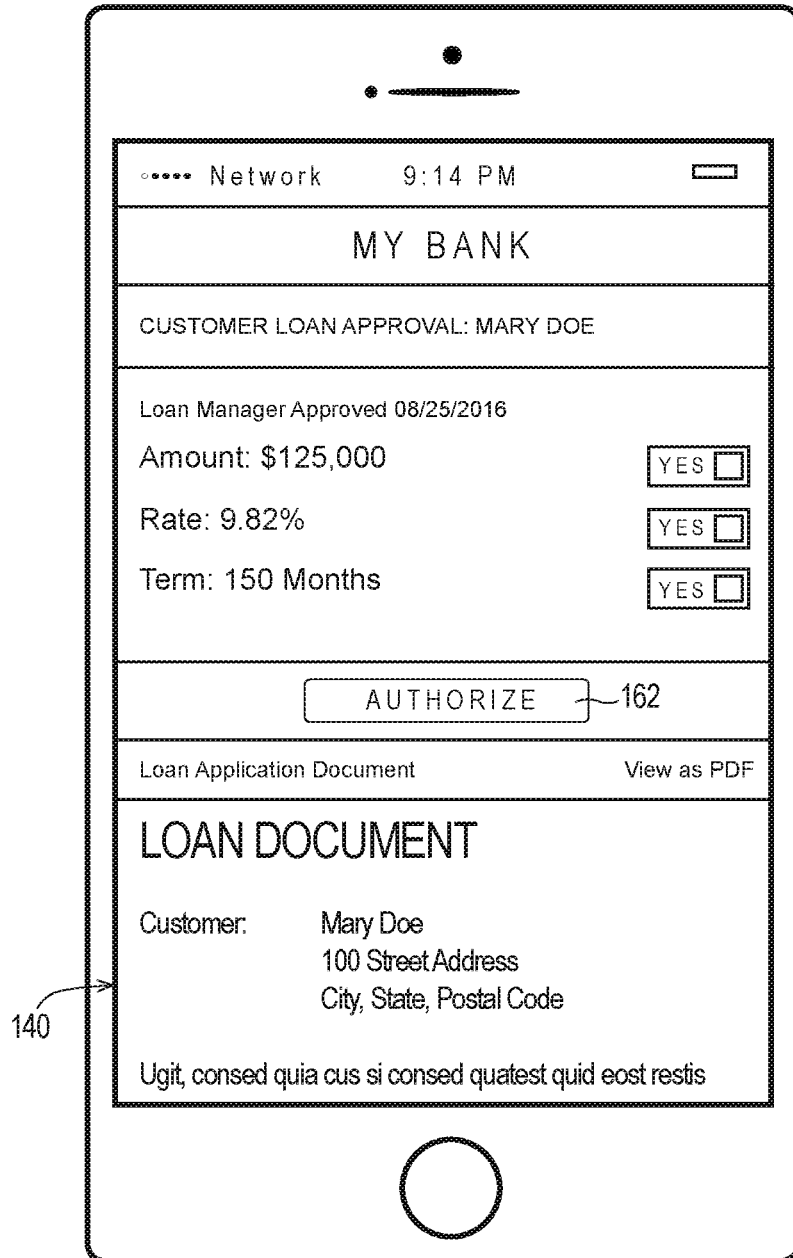 Network 9:14 PM
MY BANK
CUSTOMER LOAN APPROVAL: MARY DOE
Loan Manager Approved 08/25/2016
Amount: $125,000 YES
Rate: 9.82% YES
Term: 150 Months YES
AUTHORIZE 162
Loan Application Document View as PDF
LOAN DOCUMENT
Customer: Mary Doe
100 Street Address
City, State, Postal Code
140
Ugit, consed quia cus si consed quatest quid eost restis